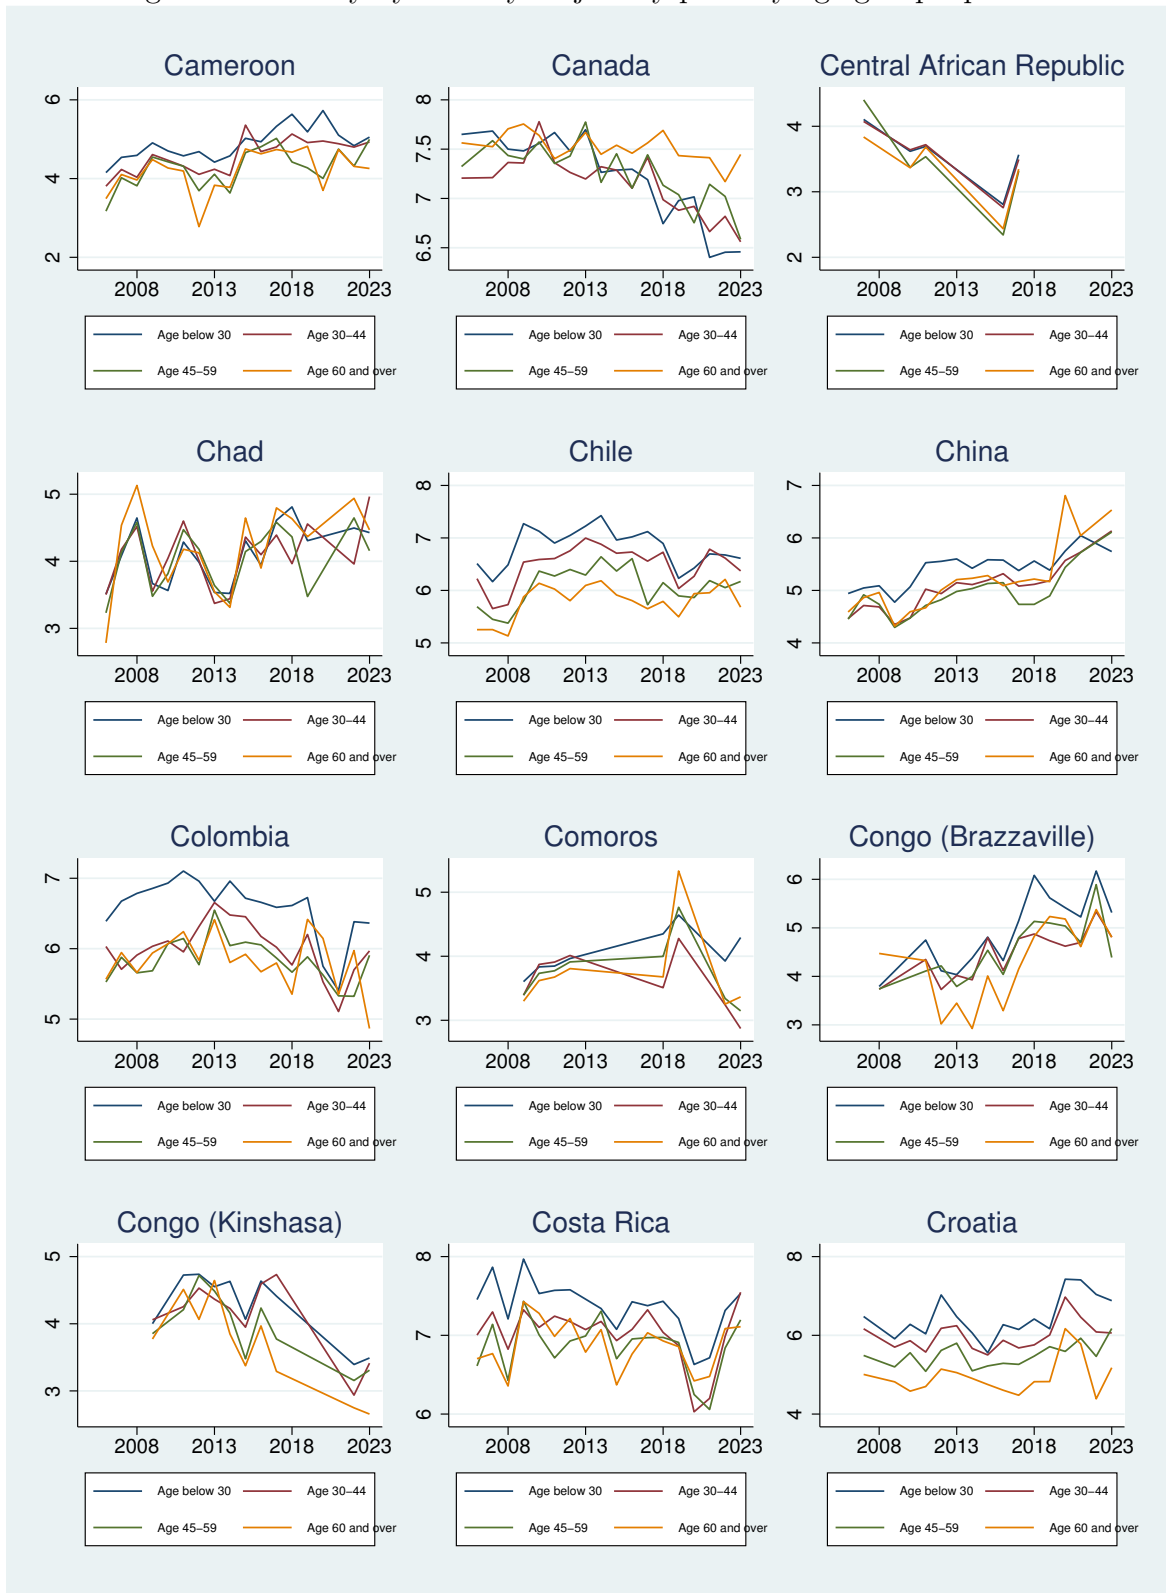 Cameroon
6
4
2
2008 2013 2018 2023
Age below 30 Age 30–44
Age 45–59 Age 60 and over
Canada
8
7.5
7
6.5
2008 2013 2018 2023
Age below 30 Age 30–44
Age 45–59 Age 60 and over
Central African Republic
4
3
2
2008 2013 2018 2023
Age below 30 Age 30–44
Age 45–59 Age 60 and over
Chad
5
4
3
2008 2013 2018 2023
Age below 30 Age 30–44
Age 45–59 Age 60 and over
Chile
8
7
6
5
2008 2013 2018 2023
Age below 30 Age 30–44
Age 45–59 Age 60 and over
China
7
6
5
4
2008 2013 2018 2023
Age below 30 Age 30–44
Age 45–59 Age 60 and over
Colombia
7
6
5
2008 2013 2018 2023
Age below 30 Age 30–44
Age 45–59 Age 60 and over
Comoros
5
4
3
2008 2013 2018 2023
Age below 30 Age 30–44
Age 45–59 Age 60 and over
Congo (Brazzaville)
6
5
4
3
2008 2013 2018 2023
Age below 30 Age 30–44
Age 45–59 Age 60 and over
Congo (Kinshasa)
5
4
3
2008 2013 2018 2023
Age below 30 Age 30–44
Age 45–59 Age 60 and over
Costa Rica
8
7
6
2008 2013 2018 2023
Age below 30 Age 30–44
Age 45–59 Age 60 and over
Croatia
8
6
4
2008 2013 2018 2023
Age below 30 Age 30–44
Age 45–59 Age 60 and over